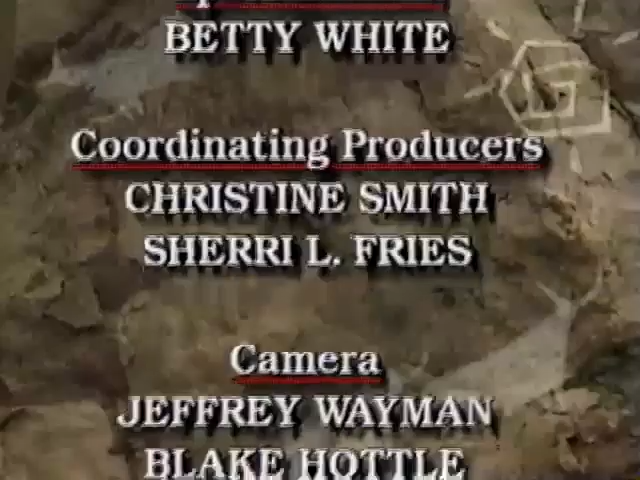 BETTY WHITE
Coordinating Producers
CHRISTINE SMITH
SHERRI L. FRIES
Camera
JEFFREY WAYMAN
BLAKE HOTTLE